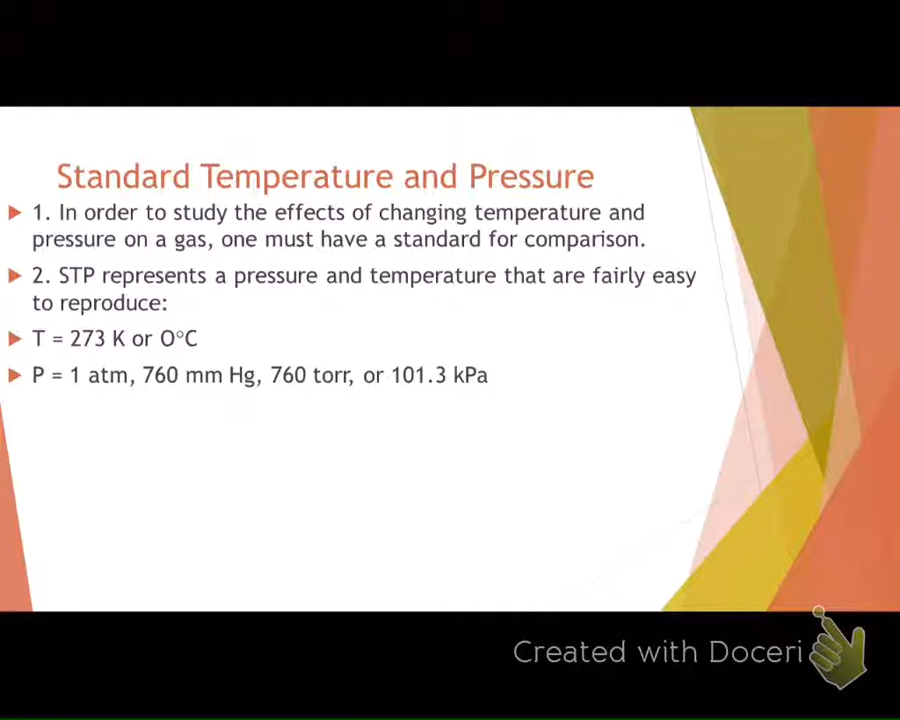 Standard Temperature and Pressure
1. In order to study the effects of changing temperature and
pressure on a gas, one must have a standard for comparison.
2. STP represents a pressure and temperature that are fairly easy
to reproduce:
T = 273 K or O°C
P = 1 atm, 760 mm Hg, 760 torr, or 101.3 kPa
Created with Doceri